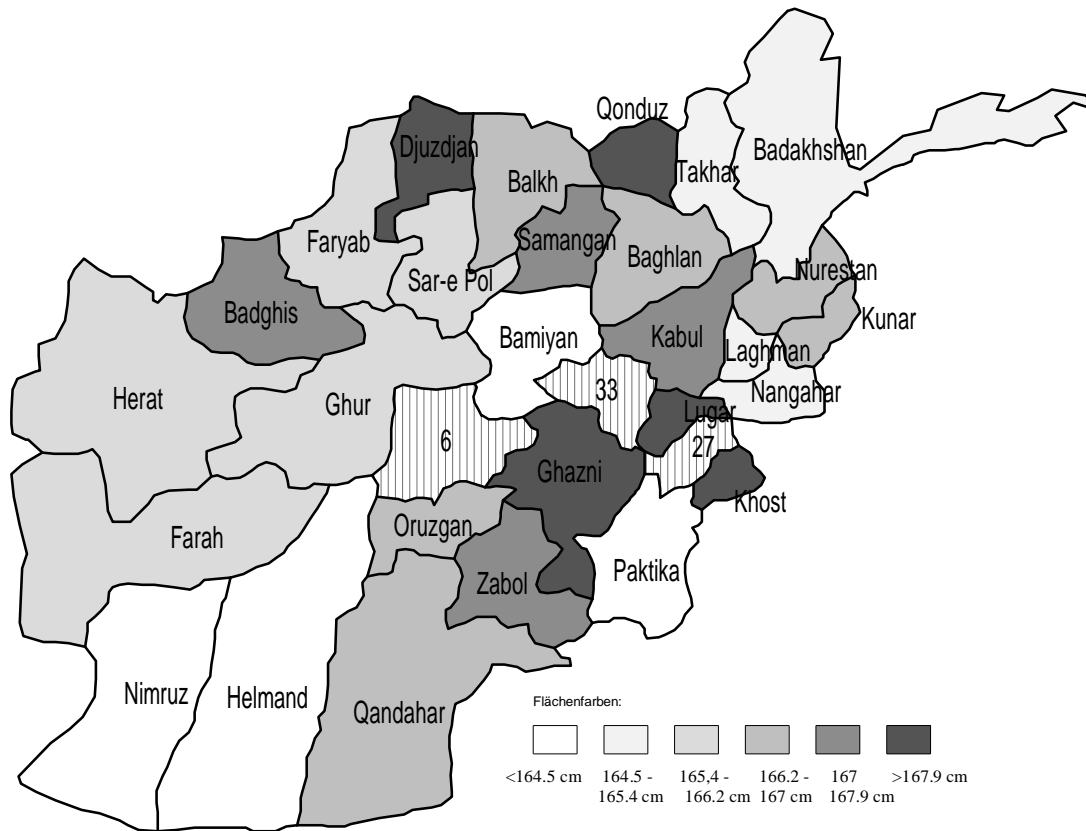 Qonduz
Djuzdjan
Badakhshan
Takhar
Balkh
Faryab
Samangan
Baghlan
Nurestan
Sar-e Pol
Badghis
Kabul
Kunar
Bamiyan
Laghman
Herat
Ghur
33
Nangahar
Lugar
6
27
Ghazni
Khost
Oruzgan
Farah
Paktika
Zabol
Nimruz
Helmand
Qandahar
Flächenfarben:
<164.5 cm 164.5 - 165,4 - 166.2 - 167 >167.9 cm
165.4 cm 166.2 cm 167 cm 167.9 cm